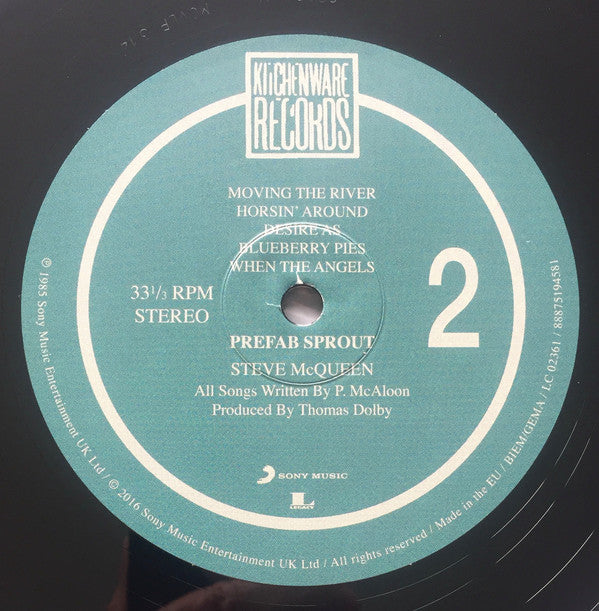 KITCHENWARE
RECORDS
MOVING THE RIVER
HORSIN' AROUND
DESIRE AS
BLUEBERRY PIES
WHEN THE ANGELS
33 1/3 RPM
STEREO
2
PREFAB SPROUT
STEVE McQUEEN
All Songs Written By P. McAloon
Produced By Thomas Dolby
SONY MUSIC
L
LEGACY
℗ 1985 Sony Music Entertainment UK Ltd / © 2016 Sony Music Entertainment UK Ltd / All rights reserved / Made in the EU / BIEM/GEMA / LC 02361 / 88875194581